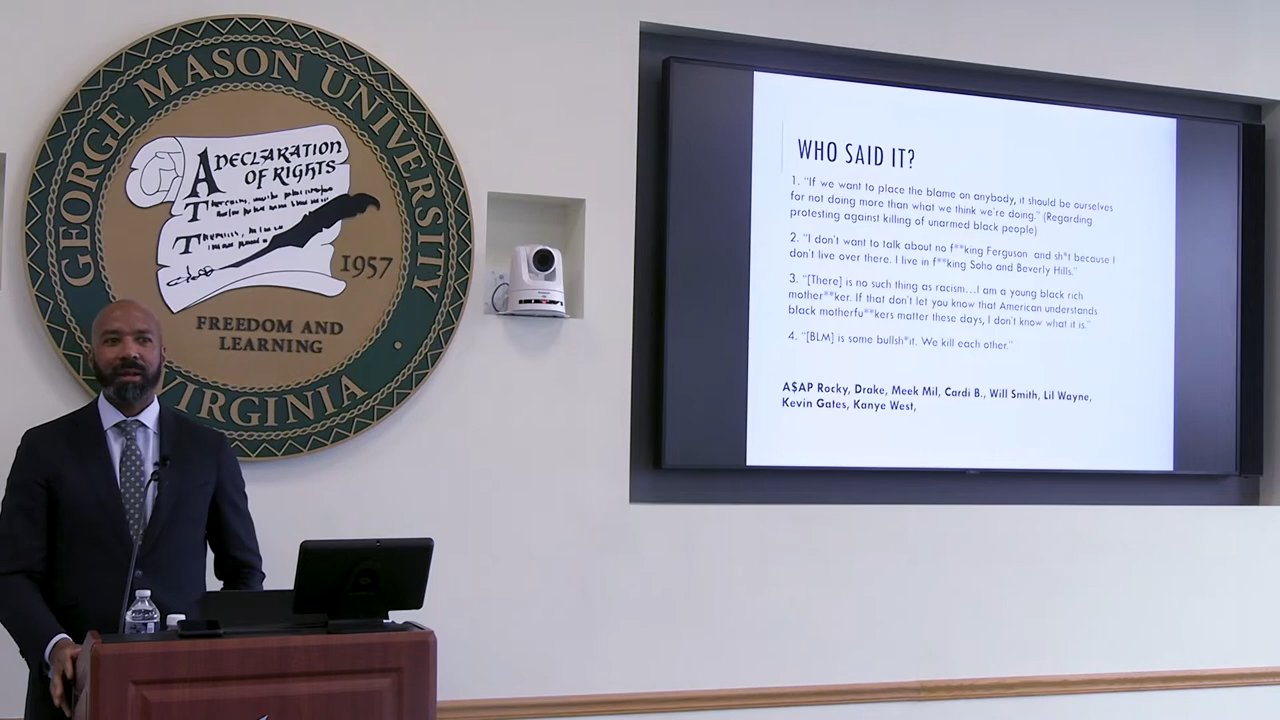 GEORGE MASON UNIVERSITY
A DECLARATION
OF RIGHTS
1957
FREEDOM AND
LEARNING
VIRGINIA
WHO SAID IT?
1. "If we want to place the blame on anybody, it should be ourselves
for not doing more than what we think we're doing." (Regarding
protesting against killing of unarmed black people)
2. "I don't want to talk about no f**king Ferguson and sh*t because I
don't live over there. I live in f**king Soho and Beverly Hills."
3. "[There] is no such thing as racism...I am a young black rich
mother**ker. If that don't let you know that American understands
black motherfu**kers matter these days, I don't know what it is."
4. "[BLM] is some bullsh*it. We kill each other."
A$AP Rocky, Drake, Meek Mil, Cardi B., Will Smith, Lil Wayne,
Kevin Gates, Kanye West,